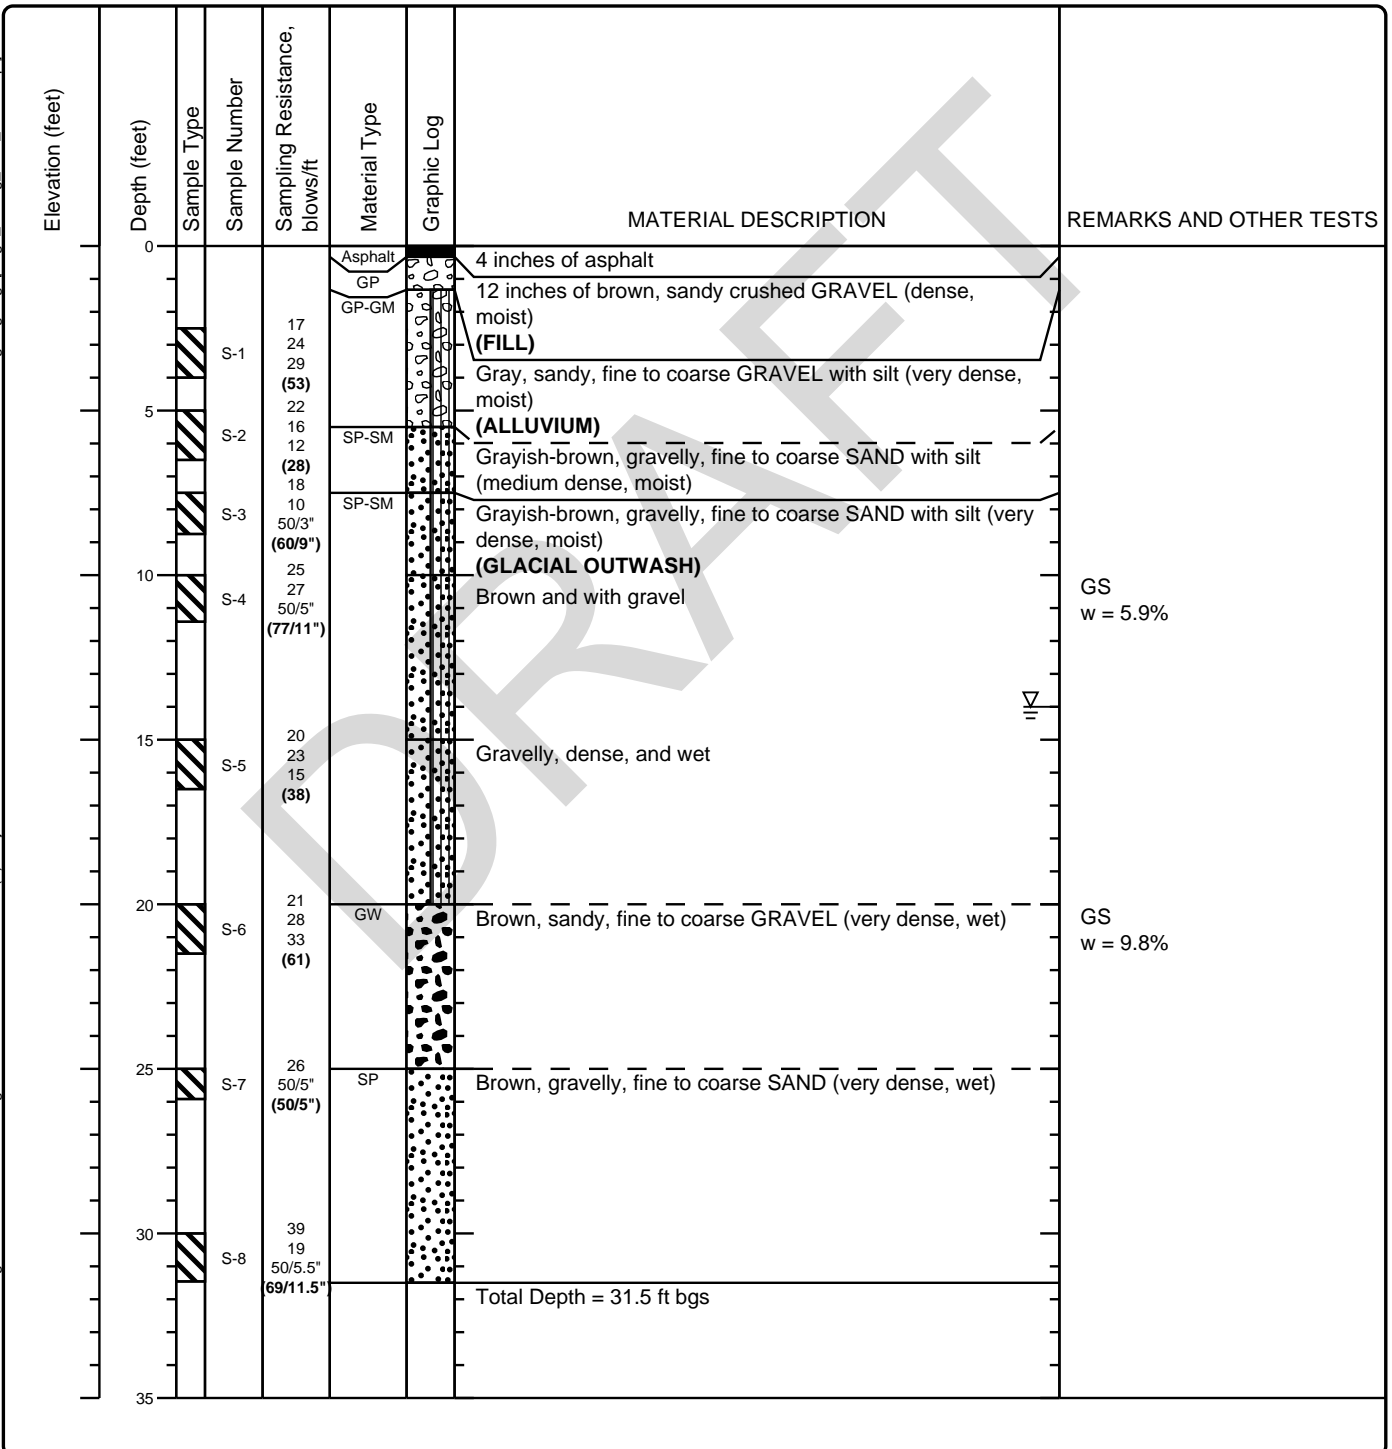 Elevation (feet)
Depth (feet)
Sample Type
Sample Number
Sampling Resistance,
blows/ft
Material Type
Graphic Log
MATERIAL DESCRIPTION
REMARKS AND OTHER TESTS
DRAFT
0
Asphalt
4 inches of asphalt
GP
12 inches of brown, sandy crushed GRAVEL (dense,
moist)
(FILL)
GP-GM
S-1
17
24
29
(53)
Gray, sandy, fine to coarse GRAVEL with silt (very dense,
moist)
(ALLUVIUM)
5
S-2
22
16
12
(28)
SP-SM
Grayish-brown, gravelly, fine to coarse SAND with silt
(medium dense, moist)
S-3
18
10
50/3"
(60/9")
SP-SM
Grayish-brown, gravelly, fine to coarse SAND with silt (very
dense, moist)
(GLACIAL OUTWASH)
10
S-4
25
27
50/5"
(77/11")
Brown and with gravel
GS
w = 5.9%
15
S-5
20
23
15
(38)
Gravelly, dense, and wet
20
S-6
21
28
33
(61)
GW
Brown, sandy, fine to coarse GRAVEL (very dense, wet)
GS
w = 9.8%
25
S-7
26
50/5"
(50/5")
SP
Brown, gravelly, fine to coarse SAND (very dense, wet)
30
S-8
39
19
50/5.5"
(69/11.5")
Total Depth = 31.5 ft bgs
35